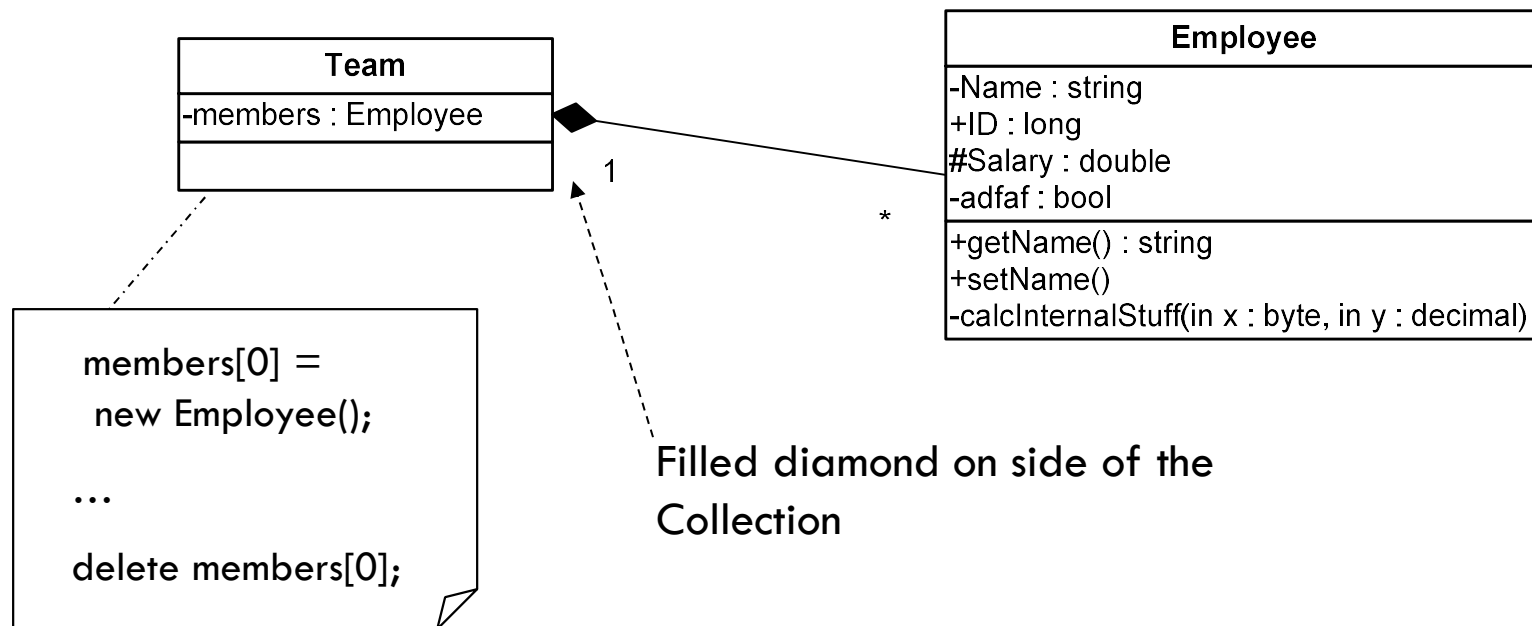 Team
-members : Employee
1
*
Employee
-Name : string
+ID : long
#Salary : double
-adfaf : bool
+getName() : string
+setName()
-calcInternalStuff(in x : byte, in y : decimal)
members[0] =
new Employee();
...
delete members[0];
Filled diamond on side of the
Collection